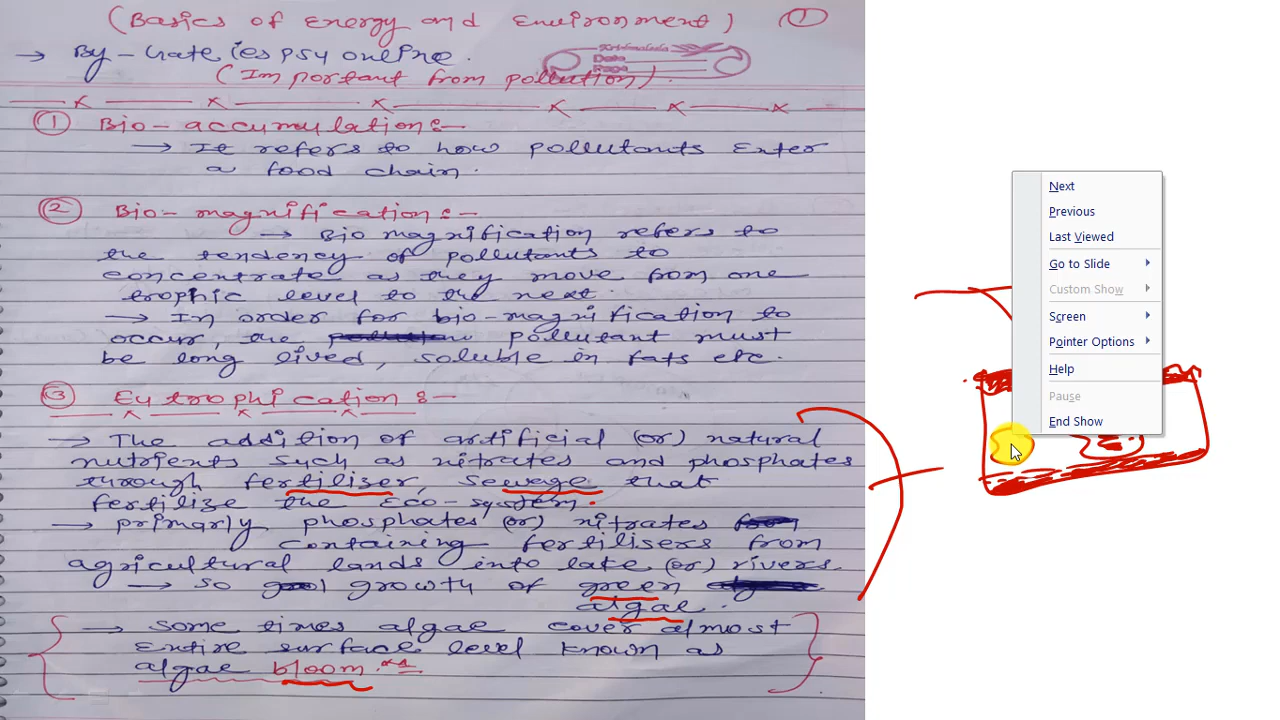 (Basics of Energy and Environment) 1
→ By - Gate ies psu online.
Krishnalaila
Date
Page
(Important from pollution).
① Bio-accumulation:-
→ It refers to how pollutants enter
a food chain.
② Bio-magnification:-
→ Bio magnification refers to
the tendency of pollutants to
concentrate as they move from one
trophic level to the next.
→ In order for bio-magnification to
occur, the pollutant must
be long lived, soluble in fats etc.
③ Eutrophication:-
→ The addition of artificial (or) natural
nutrients such as nitrates and phosphates
through fertiliser, sewage that
fertilize the Eco-system.
→ primarly phosphates (or) nitrates
containing fertilisers from
agricultural lands into late (or) rivers.
→ so growth of green
algae.
→ Some times algae cover almost
entire surface level known as
algae bloom.
Next
Previous
Last Viewed
Go to Slide
Custom Show
Screen
Pointer Options
Help
Pause
End Show